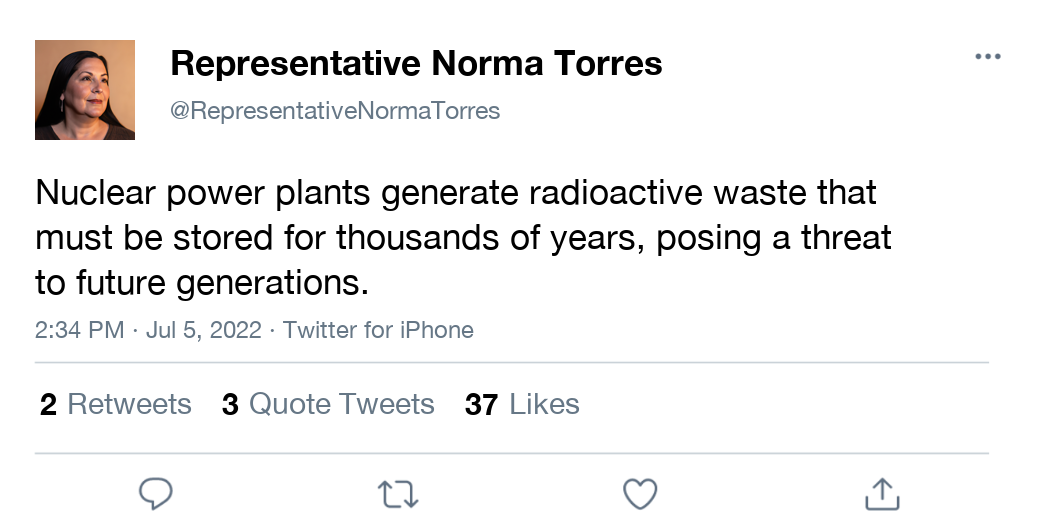 Representative Norma Torres
@RepresentativeNormaTorres
Nuclear power plants generate radioactive waste that
must be stored for thousands of years, posing a threat
to future generations.
2:34 PM · Jul 5, 2022 · Twitter for iPhone
2 Retweets 3 Quote Tweets 37 Likes